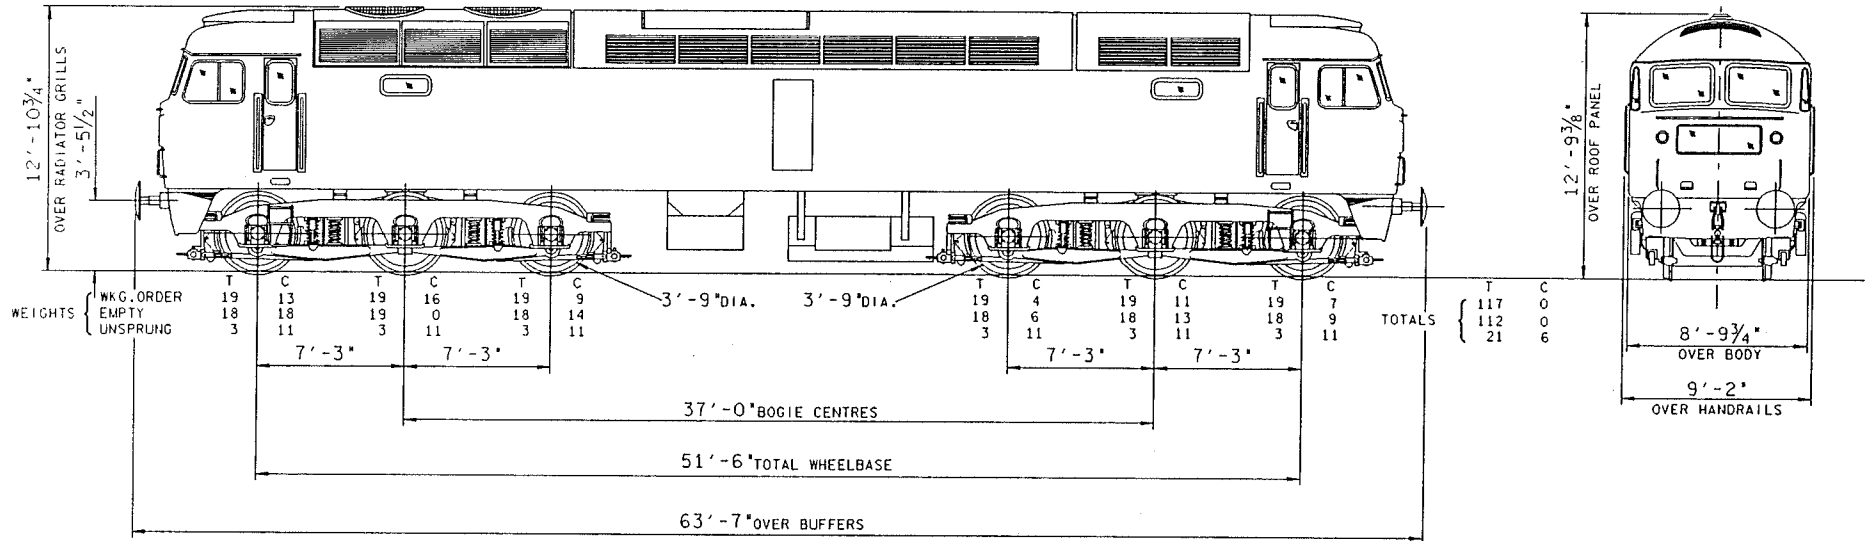 12'-10¾"
OVER RADIATOR GRILLS
3'-5½"
12'-9⅜"
OVER ROOF PANEL
T C T C T C T C T C T C T C
WEIGHTS { WKG.ORDER 19 13 19 16 19 9 3'-9"DIA. 3'-9"DIA. 19 4 19 11 19 7 TOTALS { 117 0
EMPTY 18 18 19 0 18 14 18 6 18 13 18 9 112 0
UNSPRUNG 3 11 3 11 3 11 3 11 3 11 3 11 21 6
7'-3" 7'-3" 7'-3" 7'-3"
8'-9¾"
OVER BODY
9'-2"
OVER HANDRAILS
37'-0"BOGIE CENTRES
51'-6"TOTAL WHEELBASE
63'-7"OVER BUFFERS